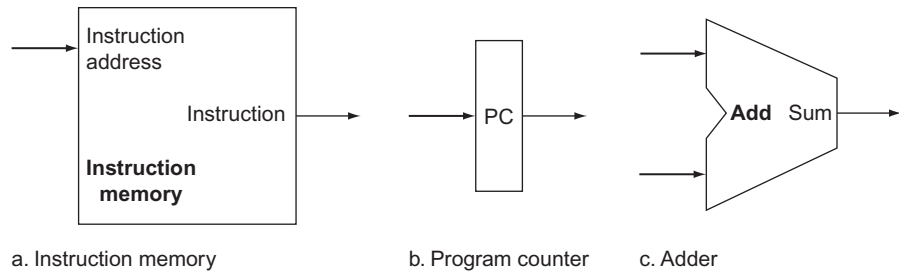 Instruction
address
Instruction
Instruction
memory
PC
Add Sum
a. Instruction memory
b. Program counter
c. Adder